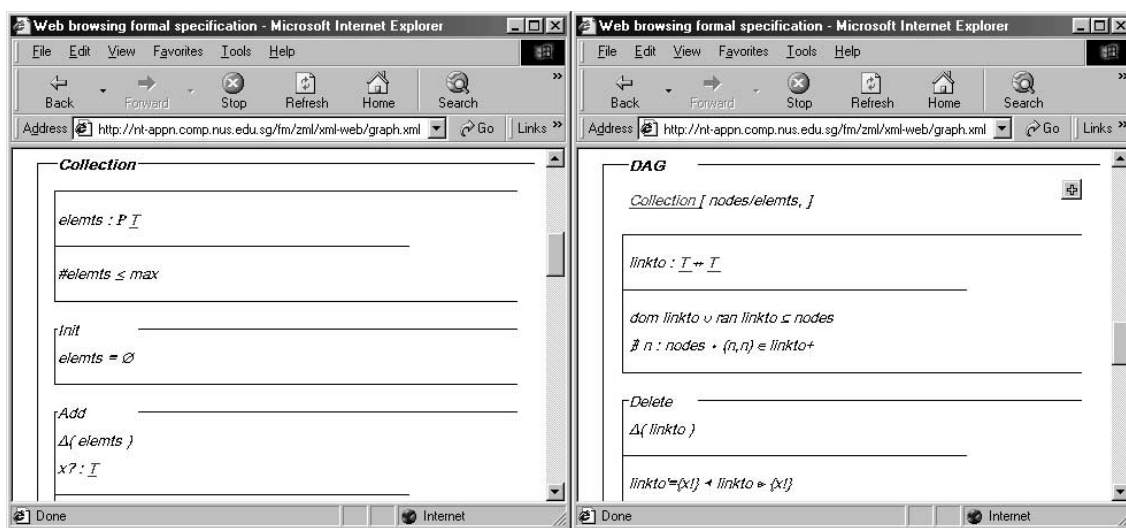 Web browsing formal specification - Microsoft Internet Explorer
File Edit View Favorites Tools Help
Back Forward Stop Refresh Home Search »
Address http://nt-appn.comp.nus.edu.sg/fm/zml/xml-web/graph.xml Go Links »
Collection
elemts : P T
#elemts ≤ max
Init
elemts = ∅
Add
Δ( elemts )
x? : T
Done Internet
Web browsing formal specification - Microsoft Internet Explorer
File Edit View Favorites Tools Help
Back Forward Stop Refresh Home Search »
Address http://nt-appn.comp.nus.edu.sg/fm/zml/xml-web/graph.xml Go Links »
DAG
Collection [ nodes/elemts, ]
linkto : T ⇸ T
dom linkto ∪ ran linkto ⊆ nodes
∄ n : nodes • (n,n) ∈ linkto+
Delete
Δ( linkto )
linkto'={x!} ⩤ linkto ⩥ {x!}
Done Internet